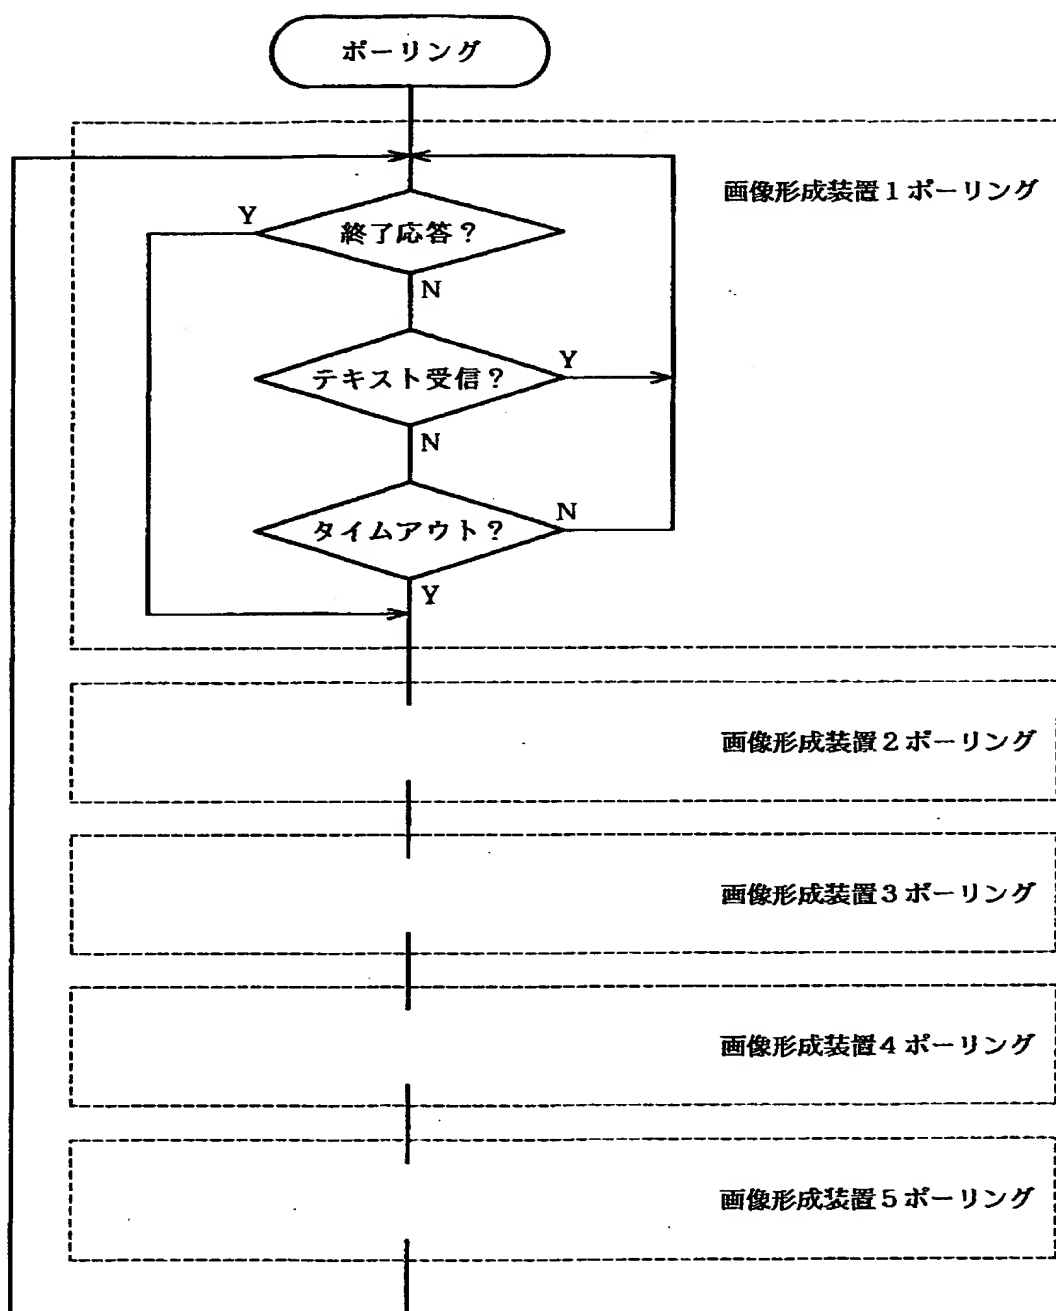 ポーリング
画像形成装置1ポーリング
Y
終了応答?
N
テキスト受信?
Y
N
タイムアウト?
N
Y
画像形成装置2ポーリング
画像形成装置3ポーリング
画像形成装置4ポーリング
画像形成装置5ポーリング